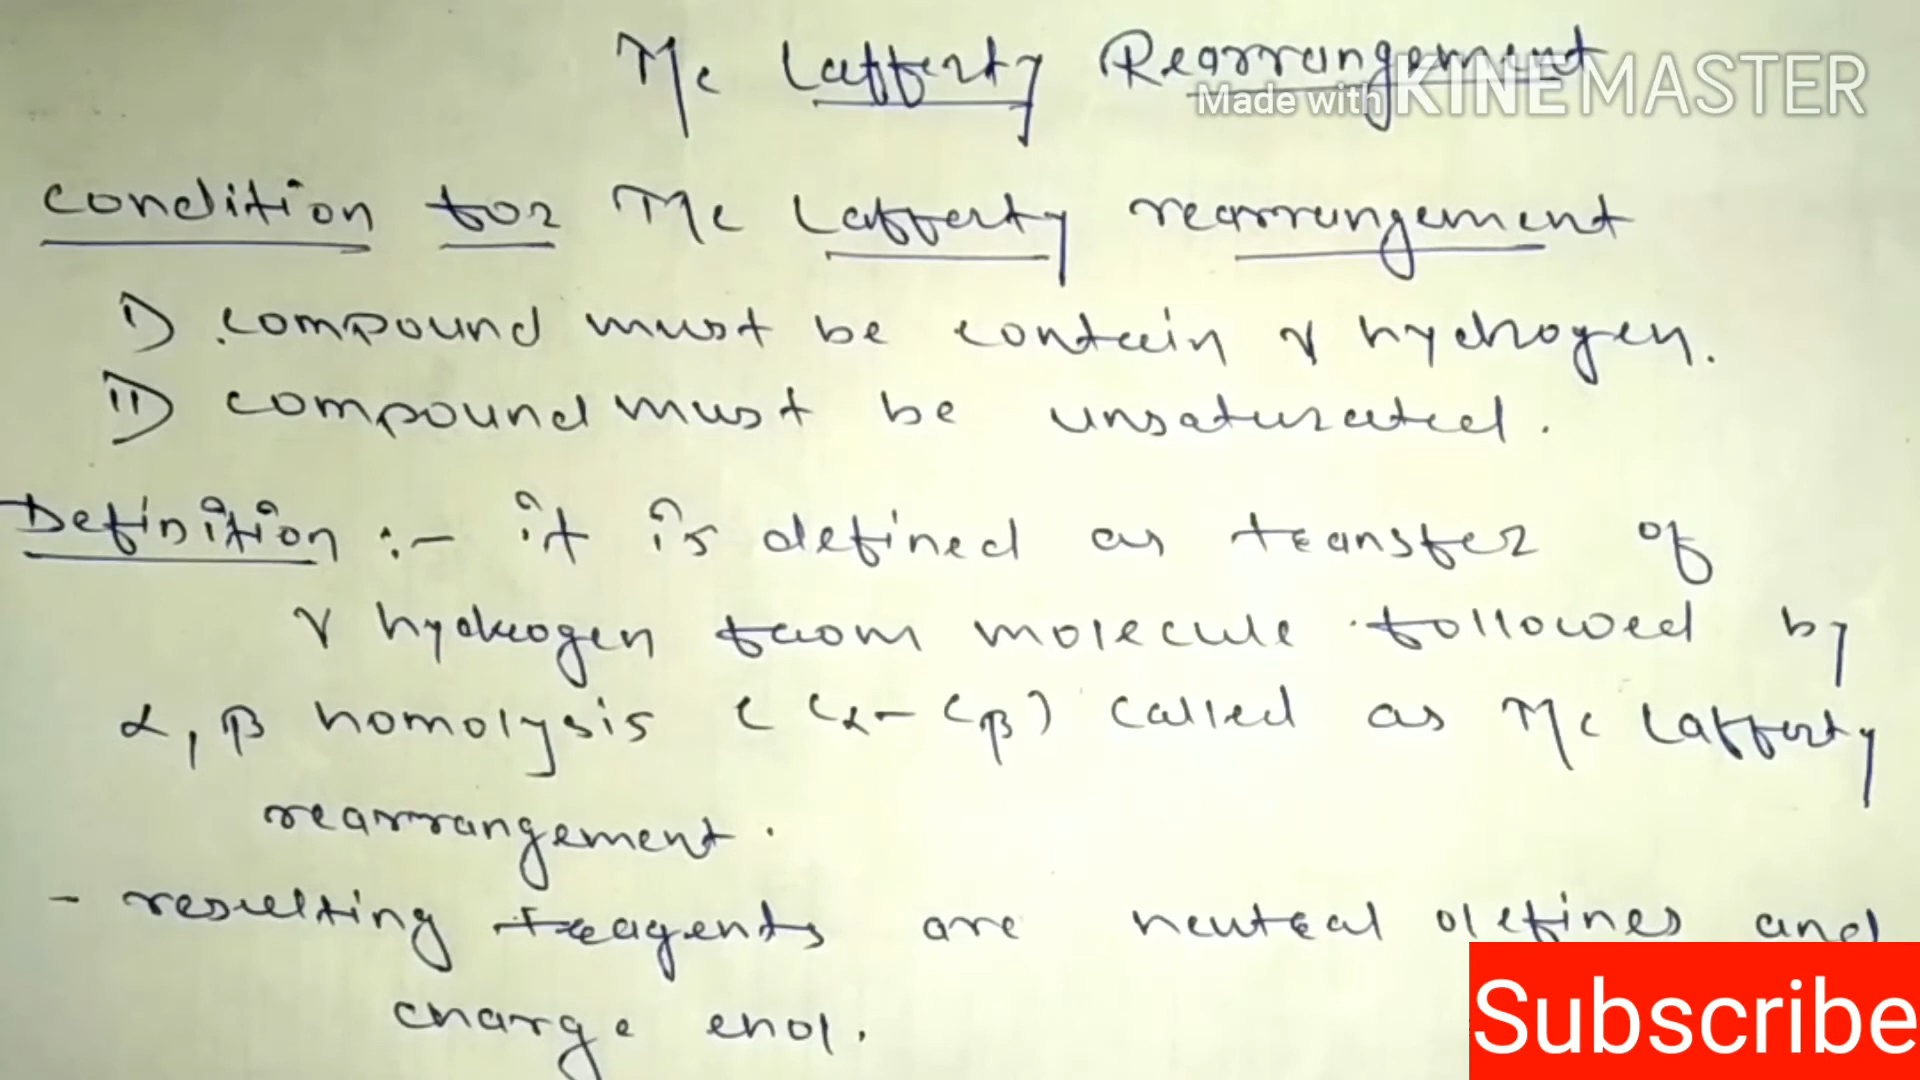 Mc Lafferty Rearrangement
Made with KINEMASTER
condition for Mc Lafferty rearrangement
I) compound must be contain γ hydrogen.
II) compound must be unsaturated.
Definition :- it is defined as transfer of
γ hydrogen from molecule followed by
α, β homolysis (Cα - Cβ) called as Mc Lafferty
rearrangement.
- resulting fragents are neutral olefines and
charge enol.
Subscribe